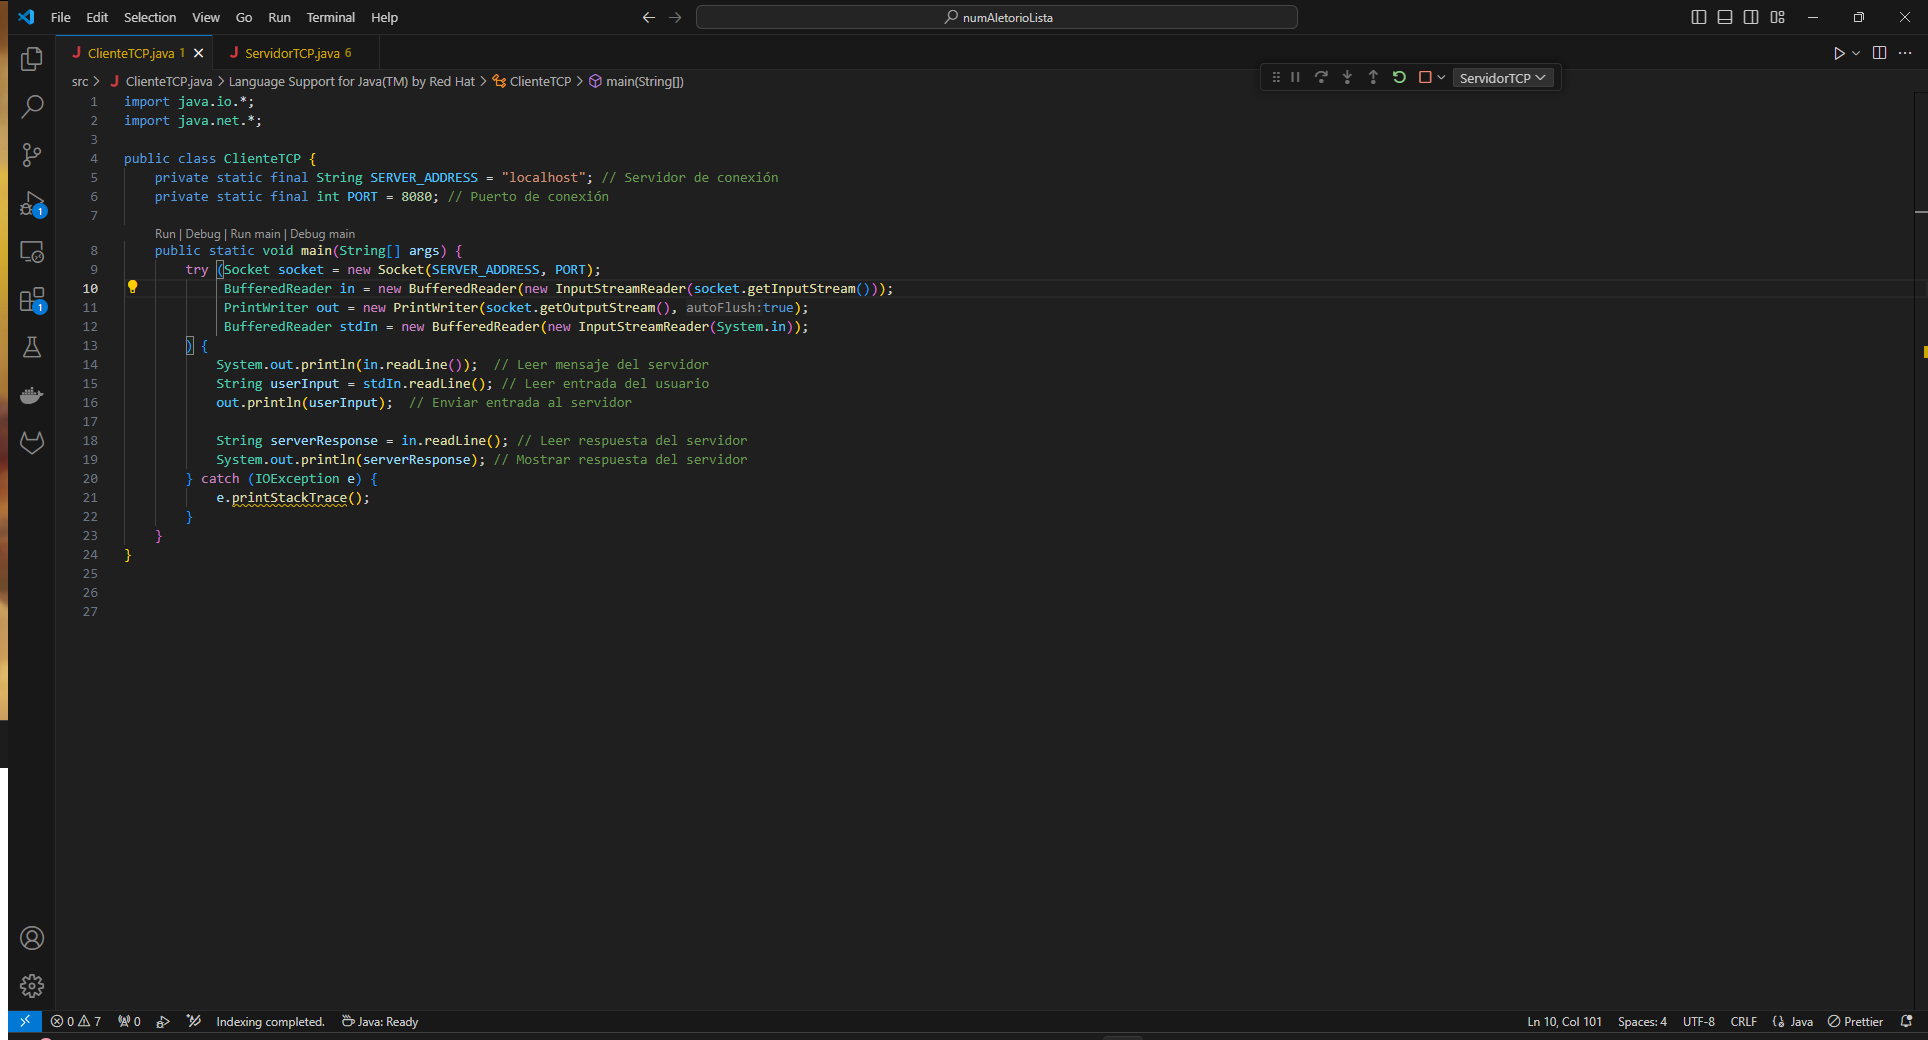 File Edit Selection View Go Run Terminal Help
numAletorioLista
ClienteTCP.java 1
ServidorTCP.java 6
src > ClienteTCP.java > Language Support for Java(TM) by Red Hat > ClienteTCP > main(String[])
ServidorTCP
1 import java.io.*;
2 import java.net.*;
3
4 public class ClienteTCP {
5 private static final String SERVER_ADDRESS = "localhost"; // Servidor de conexión
6 private static final int PORT = 8080; // Puerto de conexión
7
Run | Debug | Run main | Debug main
8 public static void main(String[] args) {
9 try (Socket socket = new Socket(SERVER_ADDRESS, PORT);
10 BufferedReader in = new BufferedReader(new InputStreamReader(socket.getInputStream()));
11 PrintWriter out = new PrintWriter(socket.getOutputStream(), autoFlush:true);
12 BufferedReader stdIn = new BufferedReader(new InputStreamReader(System.in));
13 ) {
14 System.out.println(in.readLine()); // Leer mensaje del servidor
15 String userInput = stdIn.readLine(); // Leer entrada del usuario
16 out.println(userInput); // Enviar entrada al servidor
17
18 String serverResponse = in.readLine(); // Leer respuesta del servidor
19 System.out.println(serverResponse); // Mostrar respuesta del servidor
20 } catch (IOException e) {
21 e.printStackTrace();
22 }
23 }
24 }
25
26
27
1
1
0 7 0 Indexing completed. Java: Ready
Ln 10, Col 101 Spaces: 4 UTF-8 CRLF Java Prettier